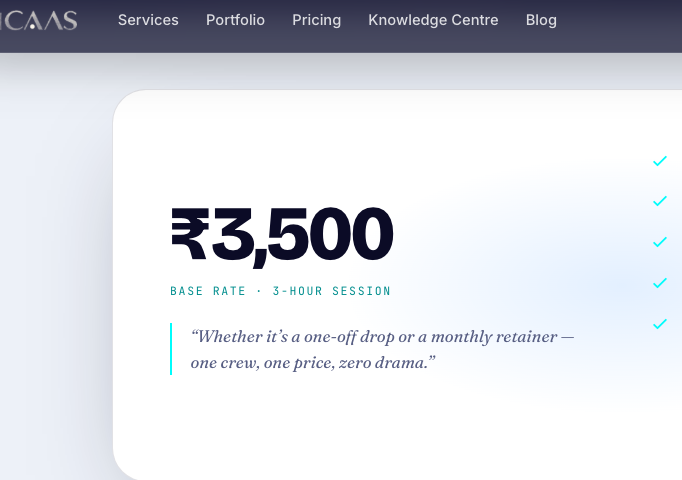 CAAS
Services Portfolio Pricing Knowledge Centre Blog
₹3,500
BASE RATE · 3-HOUR SESSION
“Whether it’s a one-off drop or a monthly retainer —
one crew, one price, zero drama.”